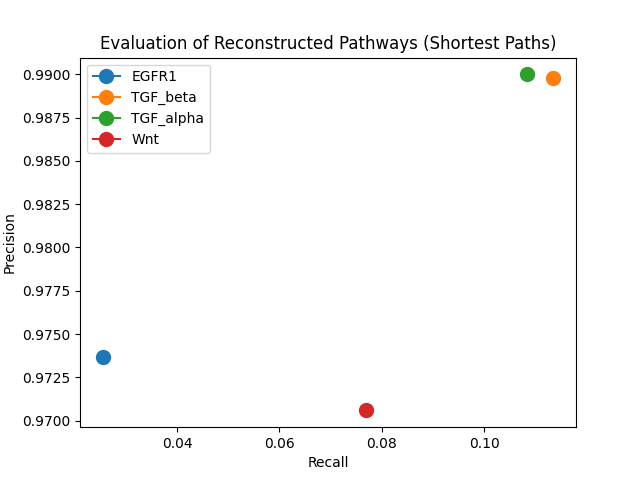 Evaluation of Reconstructed Pathways (Shortest Paths)
EGFR1
TGF_beta
TGF_alpha
Wnt
0.9900
0.9875
0.9850
0.9825
0.9800
0.9775
0.9750
0.9725
0.9700
Precision
0.04
0.06
0.08
0.10
Recall